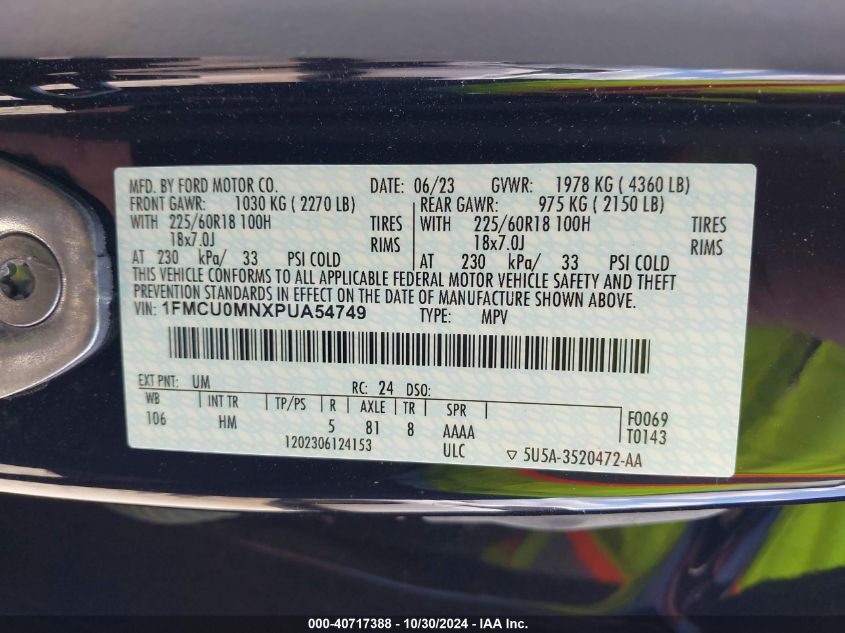 MFD. BY FORD MOTOR CO. DATE: 06/23 GVWR: 1978 KG ( 4360 LB)
FRONT GAWR: 1030 KG ( 2270 LB) REAR GAWR: 975 KG ( 2150 LB)
WITH 225/60R18 100H TIRES WITH 225/60R18 100H TIRES
18x7.0J RIMS 18x7.0J RIMS
AT 230 kPa/ 33 PSI COLD AT 230 kPa/ 33 PSI COLD
THIS VEHICLE CONFORMS TO ALL APPLICABLE FEDERAL MOTOR VEHICLE SAFETY AND THEFT
PREVENTION STANDARDS IN EFFECT ON THE DATE OF MANUFACTURE SHOWN ABOVE.
VIN: 1FMCU0MNXPUA54749 TYPE: MPV
EXT PNT: UM RC: 24 DSO:
WB INT TR TP/PS R AXLE TR SPR F0069
106 HM 5 81 8 AAAA T0143
1202306124153 ULC ▽ 5U5A-3520472-AA
000-40717388 - 10/30/2024 - IAA Inc.